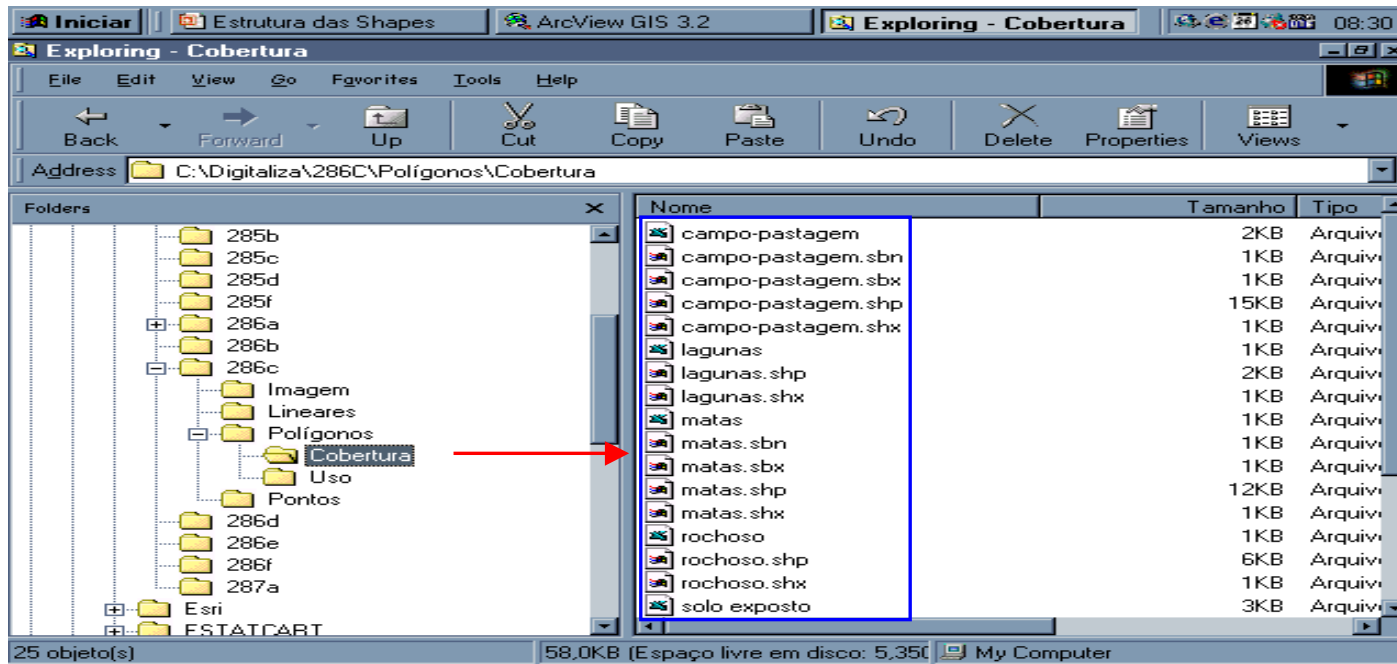 Iniciar Estrutura das Shapes ArcView GIS 3.2 Exploring - Cobertura 08:30
Exploring - Cobertura
File Edit View Go Favorites Tools Help
Back Forward Up Cut Copy Paste Undo Delete Properties Views
Address C:\Digitaliza\286C\Polígonos\Cobertura
Folders
285b
285c
285d
285f
286a
286b
286c
Imagem
Lineares
Polígonos
Cobertura
Uso
Pontos
286d
286e
286f
287a
Esri
ESTATCART
Nome Tamanho Tipo
campo-pastagem 2KB Arquiv
campo-pastagem.sbn 1KB Arquiv
campo-pastagem.sbx 1KB Arquiv
campo-pastagem.shp 15KB Arquiv
campo-pastagem.shx 1KB Arquiv
lagunas 1KB Arquiv
lagunas.shp 2KB Arquiv
lagunas.shx 1KB Arquiv
matas 1KB Arquiv
matas.sbn 1KB Arquiv
matas.sbx 1KB Arquiv
matas.shp 12KB Arquiv
matas.shx 1KB Arquiv
rochoso 1KB Arquiv
rochoso.shp 6KB Arquiv
rochoso.shx 1KB Arquiv
solo exposto 3KB Arquiv
25 objeto(s) 58,0KB (Espaço livre em disco: 5,35 My Computer